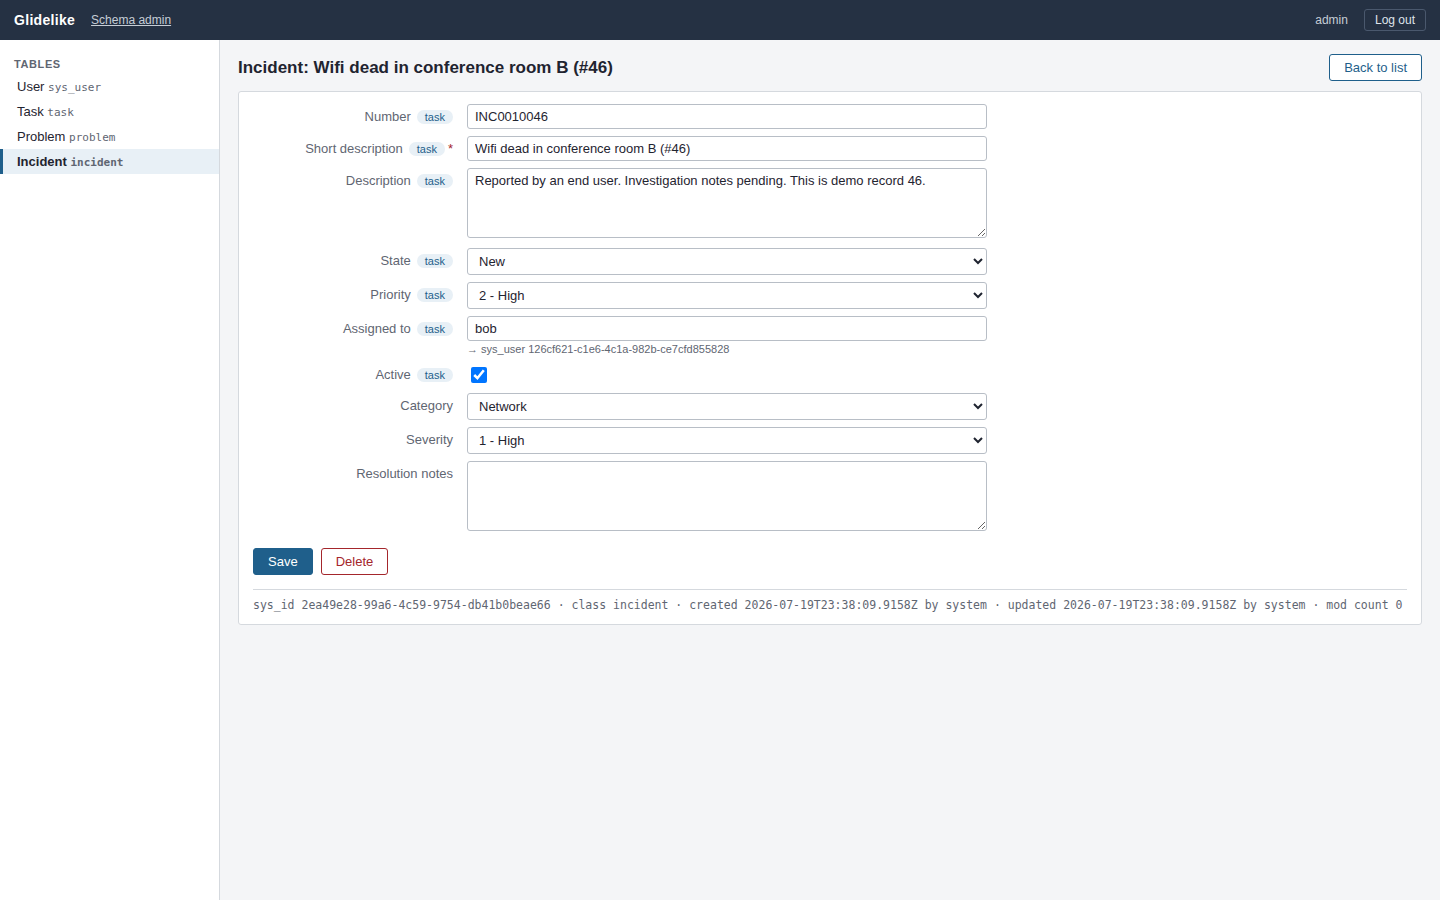 Glidelike Schema admin admin Log out
TABLES
User sys_user
Task task
Problem problem
Incident incident
Incident: Wifi dead in conference room B (#46) Back to list
Number task INC0010046
Short description task * Wifi dead in conference room B (#46)
Description task Reported by an end user. Investigation notes pending. This is demo record 46.
State task New
Priority task 2 - High
Assigned to task bob
→ sys_user 126cf621-c1e6-4c1a-982b-ce7cfd855828
Active task
Category Network
Severity 1 - High
Resolution notes
Save Delete
sys_id 2ea49e28-99a6-4c59-9754-db41b0beae66 · class incident · created 2026-07-19T23:38:09.9158Z by system · updated 2026-07-19T23:38:09.9158Z by system · mod count 0